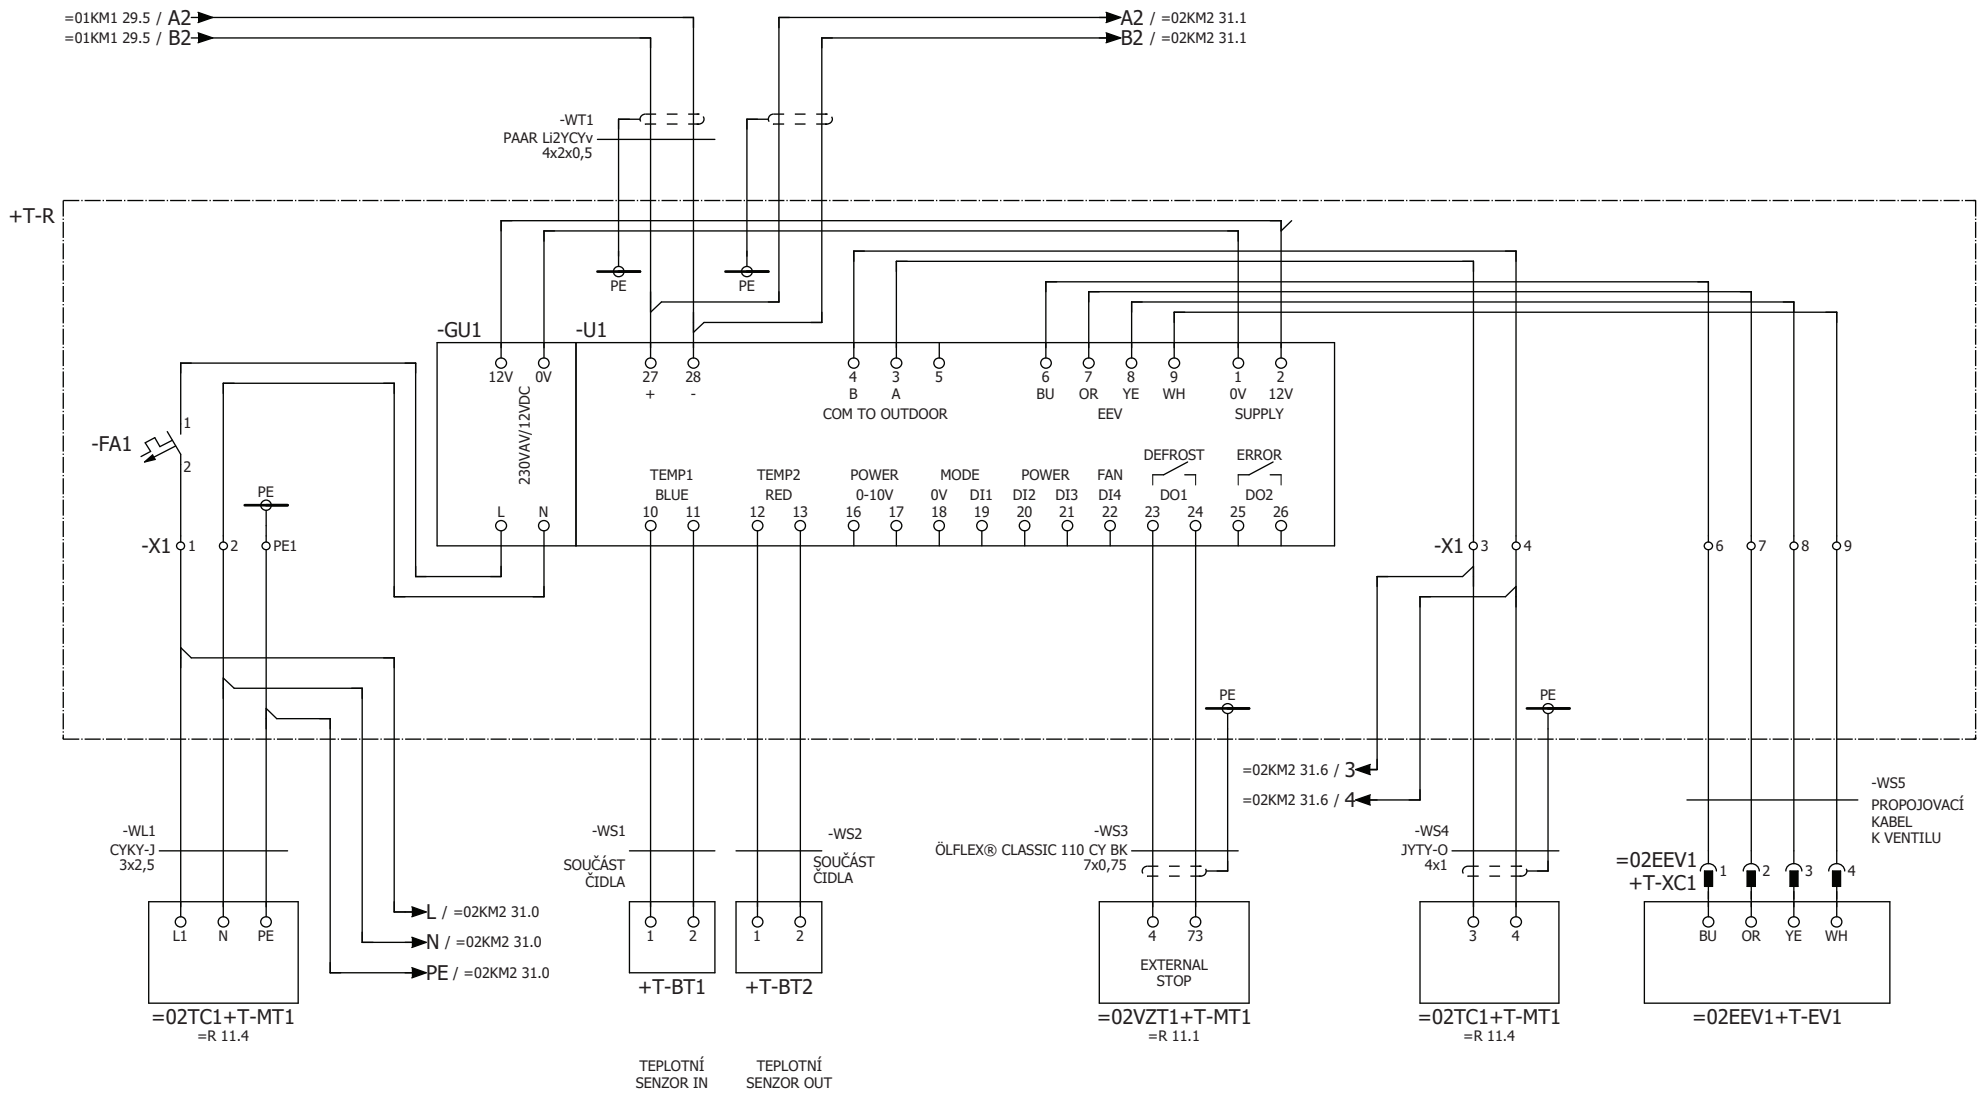 =01KM1 29.5 / A2
=01KM1 29.5 / B2
A2 / =02KM2 31.1
B2 / =02KM2 31.1
-WT1
PAAR Li2YCYv
4x2x0,5
+T-R
PE
PE
-GU1
-U1
12V
0V
230VAV/12VDC
L
N
27
+
28
-
4
B
3
A
5
COM TO OUTDOOR
6
BU
7
OR
8
YE
9
WH
EEV
1
0V
2
12V
SUPPLY
TEMP1
BLUE
10
11
TEMP2
RED
12
13
POWER
0-10V
16
17
MODE
0V
DI1
18
19
POWER
DI2
DI3
20
21
FAN
DI4
22
DEFROST
DO1
23
24
ERROR
DO2
25
26
-FA1
1
2
PE
-X1
1
2
PE1
-X1
3
4
6
7
8
9
PE
PE
=02KM2 31.6 / 3
=02KM2 31.6 / 4
-WL1
CYKY-J
3x2,5
-WS1
SOUČÁST
ČIDLA
-WS2
SOUČÁST
ČIDLA
-WS3
ÖLFLEX® CLASSIC 110 CY BK
7x0,75
-WS4
JYTY-O
4x1
-WS5
PROPOJOVACÍ
KABEL
K VENTILU
=02EEV1
+T-XC1
1
2
3
4
L / =02KM2 31.0
N / =02KM2 31.0
PE / =02KM2 31.0
L1
N
PE
=02TC1+T-MT1
=R 11.4
1
2
+T-BT1
1
2
+T-BT2
4
73
EXTERNAL
STOP
=02VZT1+T-MT1
=R 11.1
3
4
=02TC1+T-MT1
=R 11.4
BU
OR
YE
WH
=02EEV1+T-EV1
TEPLOTNÍ
SENZOR IN
TEPLOTNÍ
SENZOR OUT